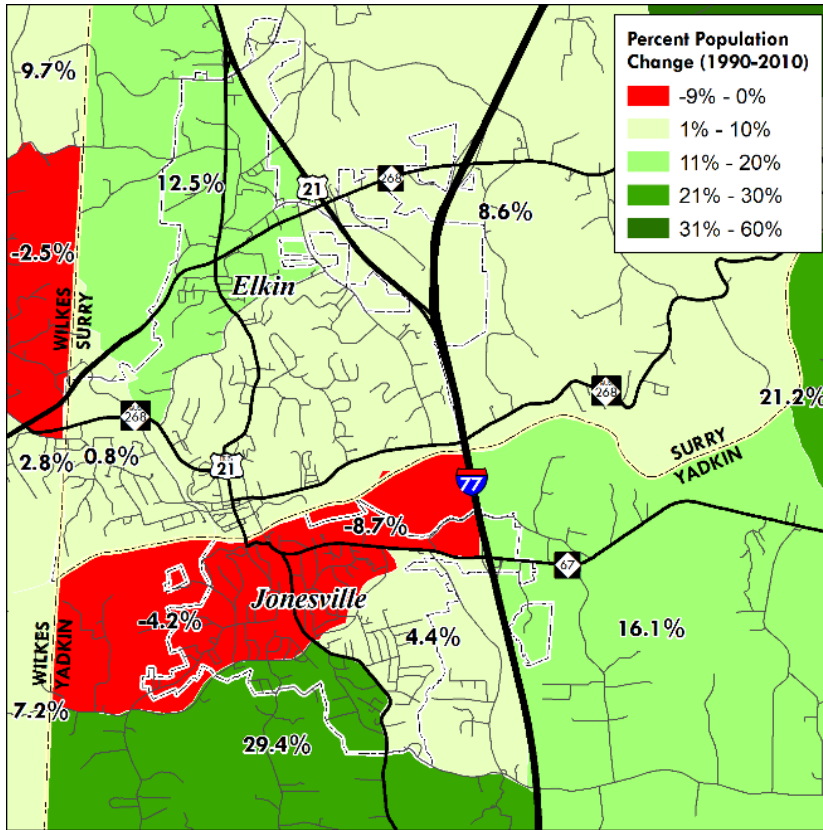 Percent Population
Change (1990-2010)
-9% - 0%
1% - 10%
11% - 20%
21% - 30%
31% - 60%
9.7%
12.5%
21
268
8.6%
-2.5%
Elkin
WILKES
SURRY
268
21.2%
268
2.8%
0.8%
21
SURRY
YADKIN
77
-8.7%
67
Jonesville
-4.2%
4.4%
16.1%
WILKES
YADKIN
7.2%
29.4%